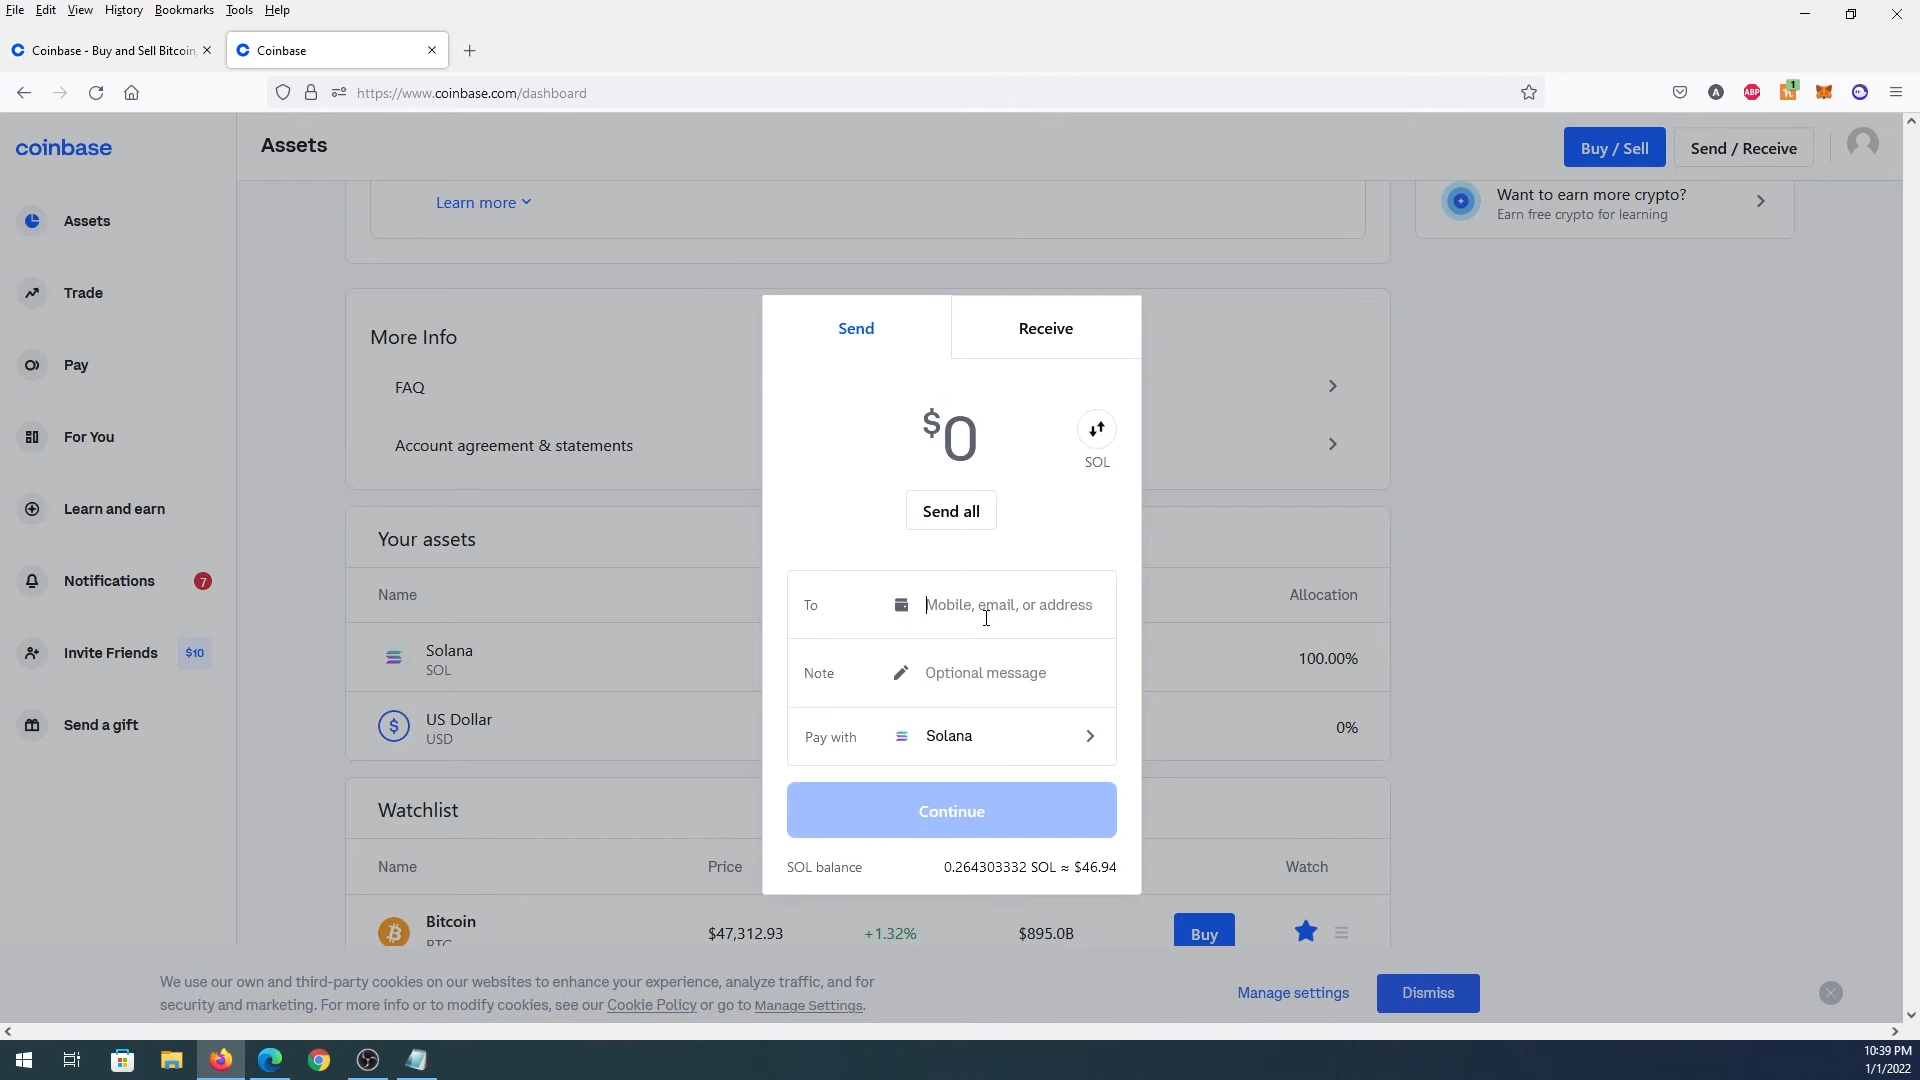 File Edit View History Bookmarks Tools Help
Coinbase - Buy and Sell Bitcoin,
Coinbase
https://www.coinbase.com/dashboard
A
ABP
1
coinbase
Assets
Buy / Sell
Send / Receive
Assets
Trade
Pay
For You
Learn and earn
Notifications 7
Invite Friends $10
Send a gift
Learn more
Want to earn more crypto?
Earn free crypto for learning
More Info
FAQ
Account agreement & statements
Your assets
Name
Allocation
Solana
SOL
100.00%
US Dollar
USD
0%
Watchlist
Name
Price
Watch
Bitcoin
BTC
$47,312.93
+1.32%
$895.0B
Buy
Send
Receive
$0
SOL
Send all
To
Mobile, email, or address
Note
Optional message
Pay with
Solana
Continue
SOL balance
0.264303332 SOL ≈ $46.94
We use our own and third-party cookies on our websites to enhance your experience, analyze traffic, and for
security and marketing. For more info or to modify cookies, see our Cookie Policy or go to Manage Settings.
Manage settings
Dismiss
10:39 PM
1/1/2022